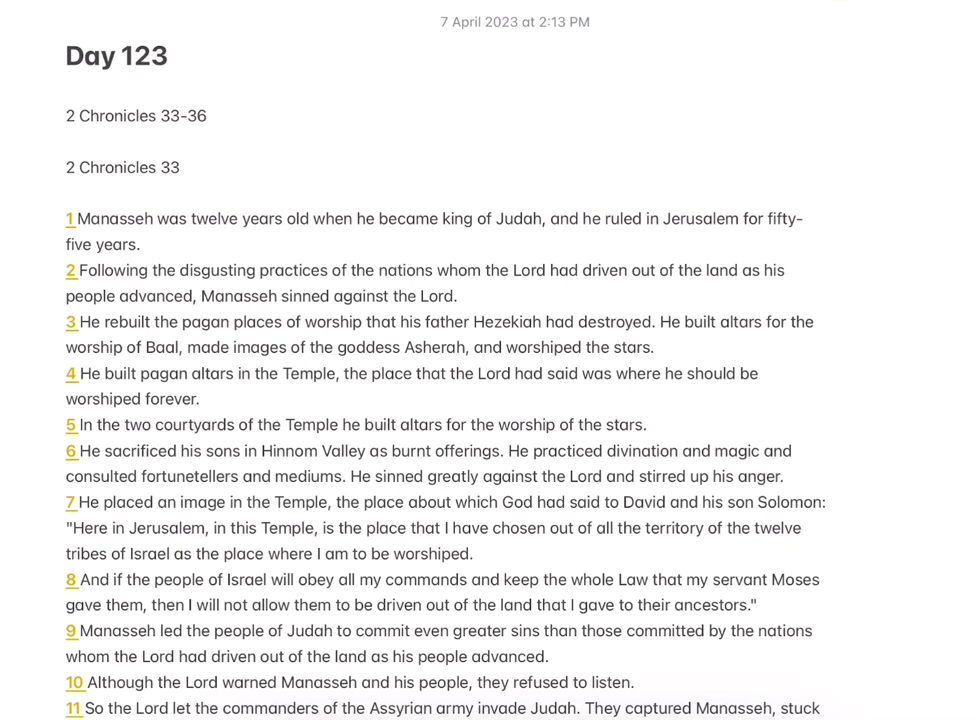 7 April 2023 at 2:13 PM
Day 123
2 Chronicles 33-36
2 Chronicles 33
1 Manasseh was twelve years old when he became king of Judah, and he ruled in Jerusalem for fifty-
five years.
2 Following the disgusting practices of the nations whom the Lord had driven out of the land as his
people advanced, Manasseh sinned against the Lord.
3 He rebuilt the pagan places of worship that his father Hezekiah had destroyed. He built altars for the
worship of Baal, made images of the goddess Asherah, and worshiped the stars.
4 He built pagan altars in the Temple, the place that the Lord had said was where he should be
worshiped forever.
5 In the two courtyards of the Temple he built altars for the worship of the stars.
6 He sacrificed his sons in Hinnom Valley as burnt offerings. He practiced divination and magic and
consulted fortunetellers and mediums. He sinned greatly against the Lord and stirred up his anger.
7 He placed an image in the Temple, the place about which God had said to David and his son Solomon:
"Here in Jerusalem, in this Temple, is the place that I have chosen out of all the territory of the twelve
tribes of Israel as the place where I am to be worshiped.
8 And if the people of Israel will obey all my commands and keep the whole Law that my servant Moses
gave them, then I will not allow them to be driven out of the land that I gave to their ancestors."
9 Manasseh led the people of Judah to commit even greater sins than those committed by the nations
whom the Lord had driven out of the land as his people advanced.
10 Although the Lord warned Manasseh and his people, they refused to listen.
11 So the Lord let the commanders of the Assyrian army invade Judah. They captured Manasseh, stuck